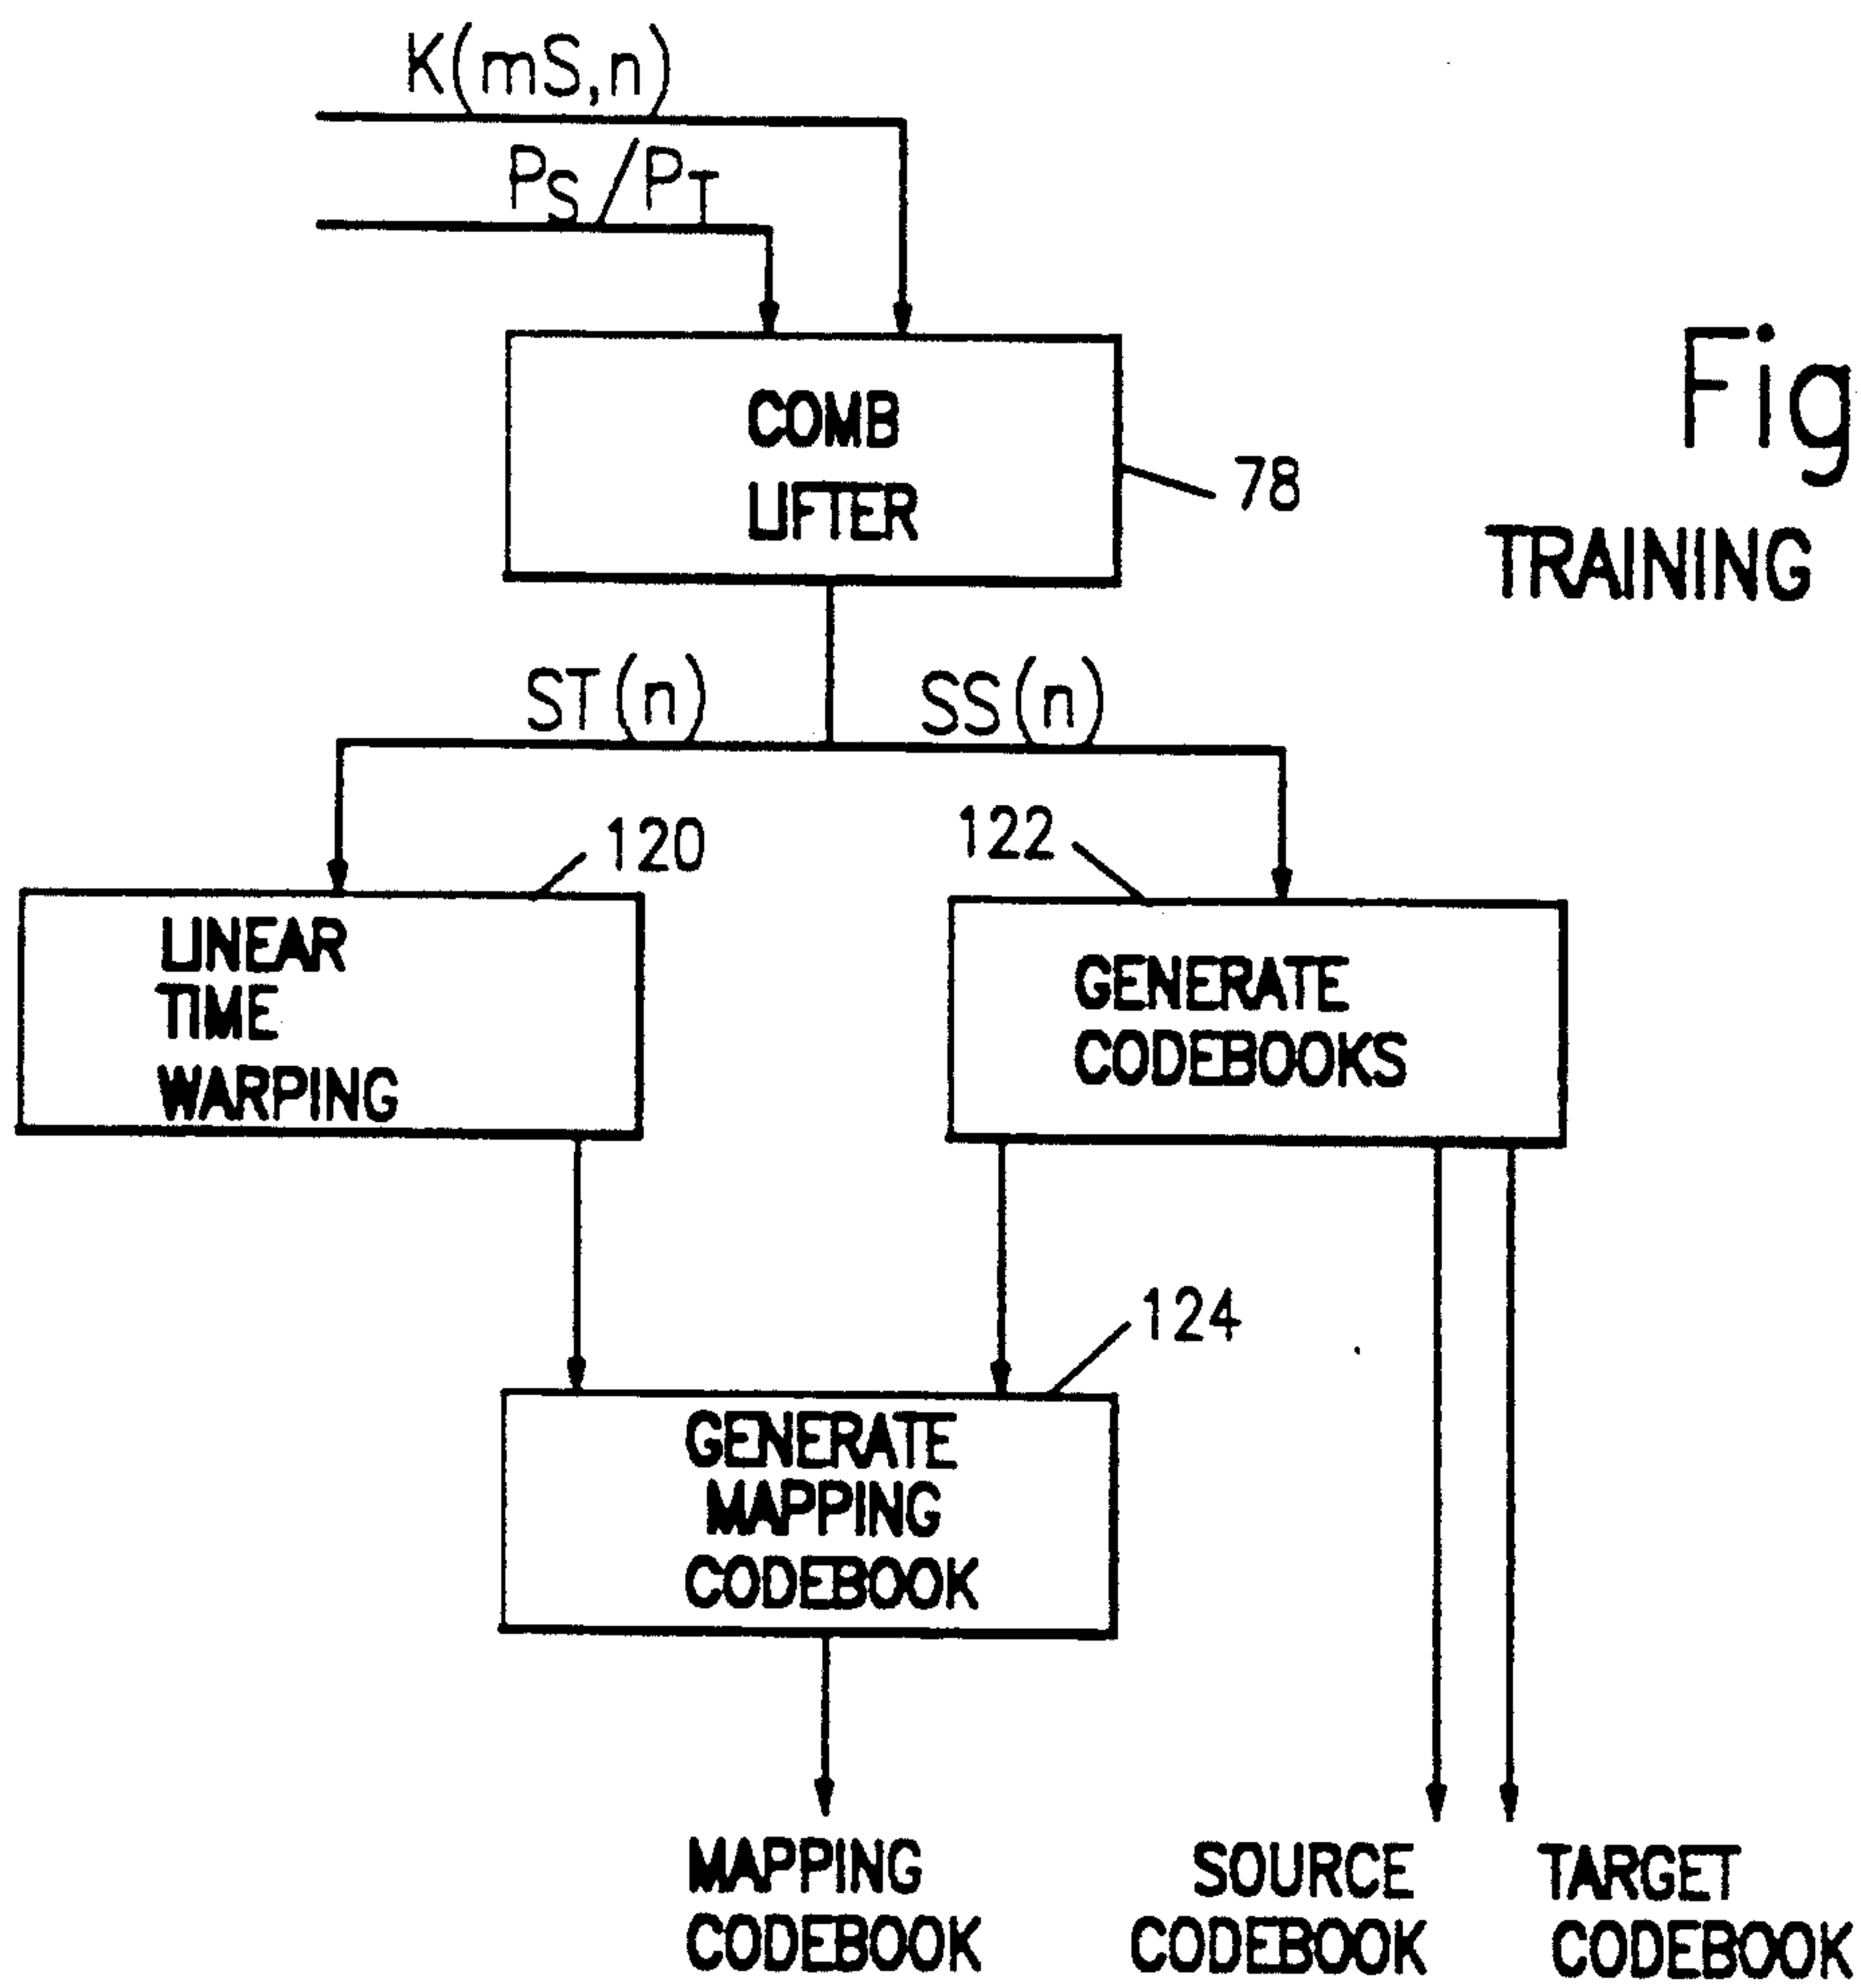 K(mS,n)
PS/PT
COMB
LIFTER
78
Fig
TRAINING
ST(n)
SS(n)
120
122
LINEAR
TIME
WARPING
GENERATE
CODEBOOKS
124
GENERATE
MAPPING
CODEBOOK
MAPPING
CODEBOOK
SOURCE
CODEBOOK
TARGET
CODEBOOK